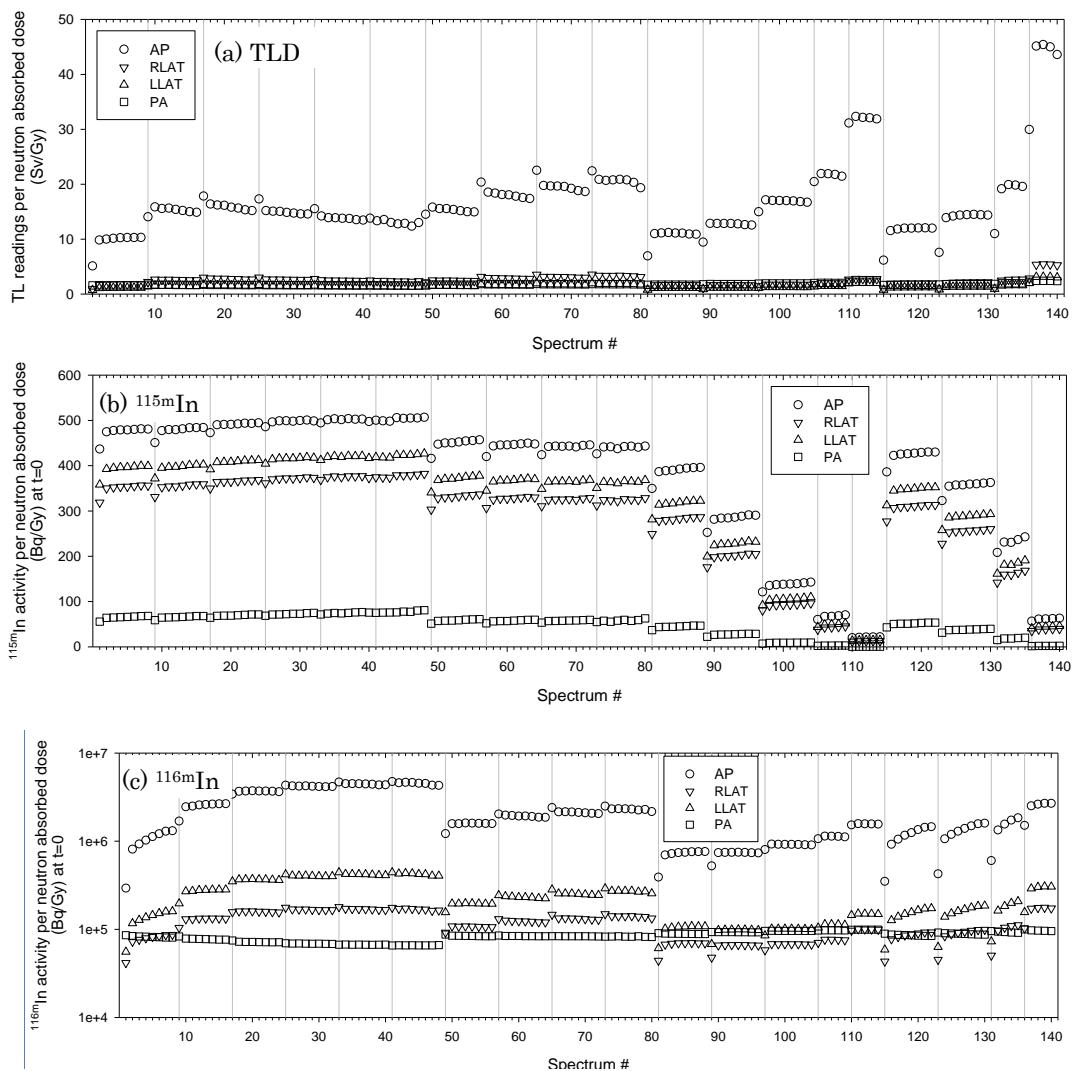 (a) TLD
AP
RLAT
LLAT
PA
TL readings per neutron absorbed dose
(Sv/Gy)
50
40
30
20
10
0
10 20 30 40 50 60 70 80 90 100 110 120 130 140
Spectrum #
(b) 115mIn
AP
RLAT
LLAT
PA
115mIn activity per neutron absorbed dose
(Bq/Gy) at t=0
600
500
400
300
200
100
0
10 20 30 40 50 60 70 80 90 100 110 120 130 140
Spectrum #
(c) 116mIn
AP
RLAT
LLAT
PA
116mIn activity per neutron absorbed dose
(Bq/Gy) at t=0
1e+7
1e+6
1e+5
1e+4
10 20 30 40 50 60 70 80 90 100 110 120 130 140
Spectrum #